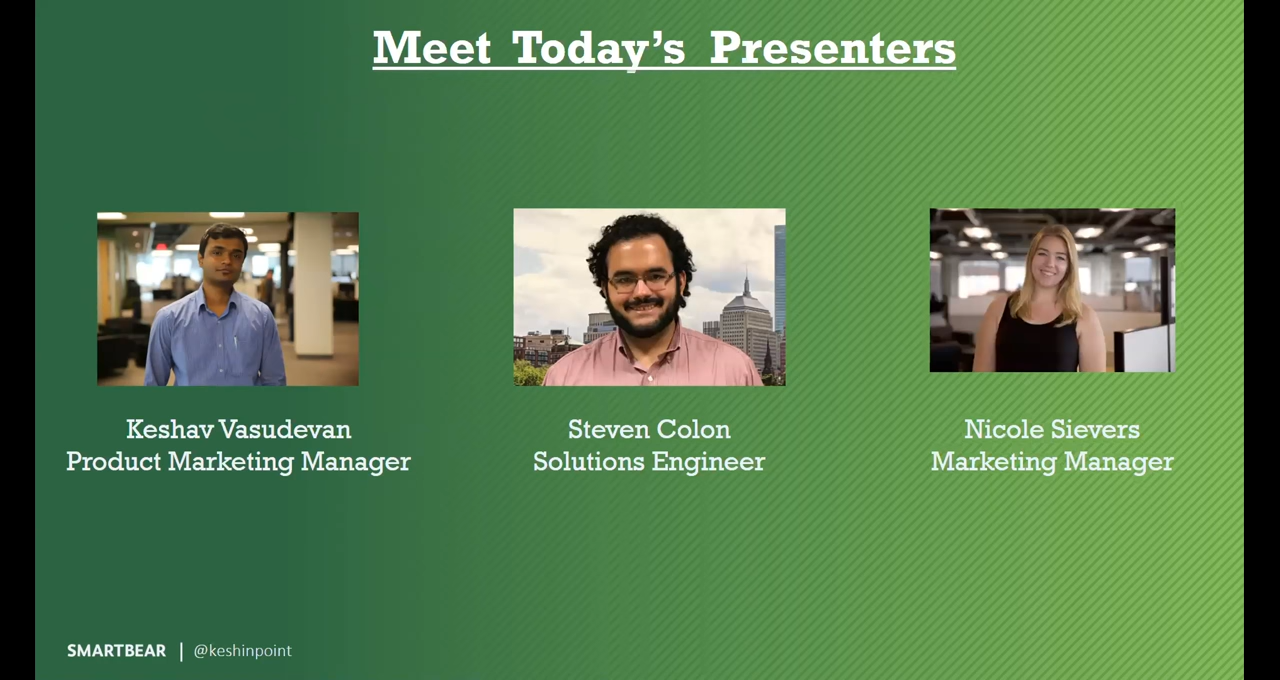 Meet Today's Presenters
Keshav Vasudevan
Product Marketing Manager
Steven Colon
Solutions Engineer
Nicole Sievers
Marketing Manager
SMARTBEAR | @keshinpoint